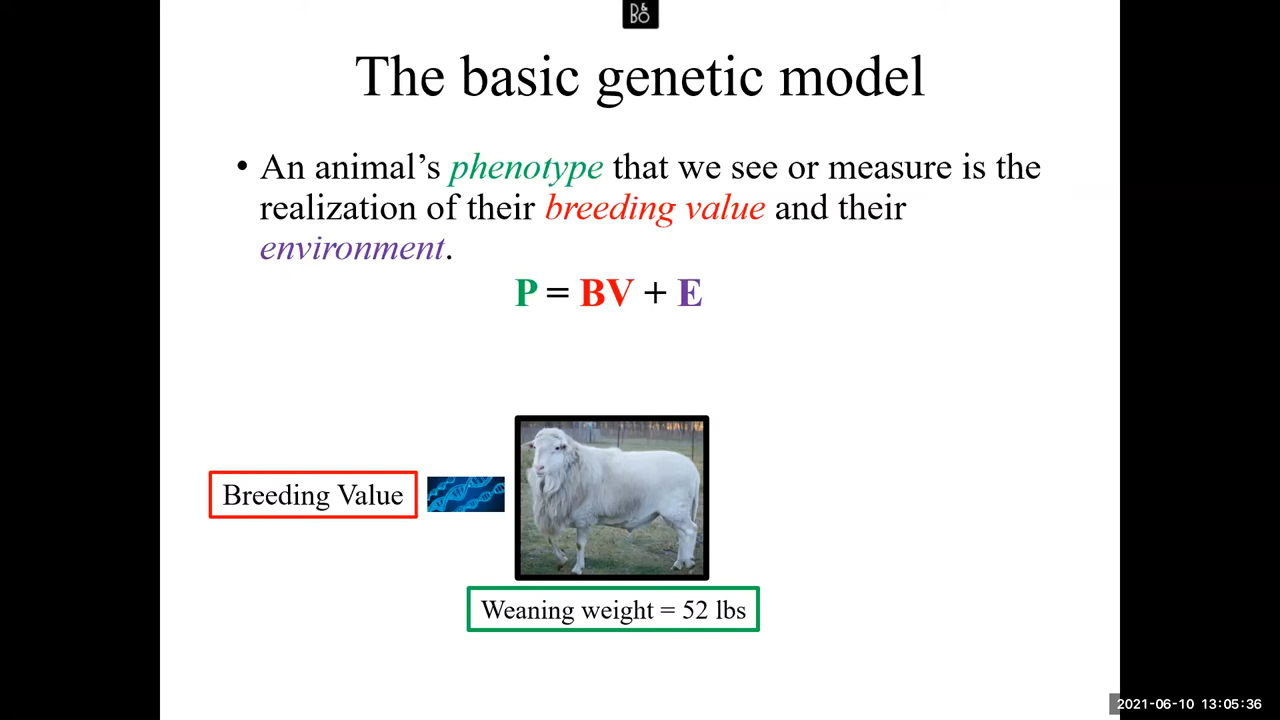 B&O
The basic genetic model
• An animal’s phenotype that we see or measure is the
realization of their breeding value and their
environment.
P = BV + E
Breeding Value
Weaning weight = 52 lbs
2021-06-10 13:05:36